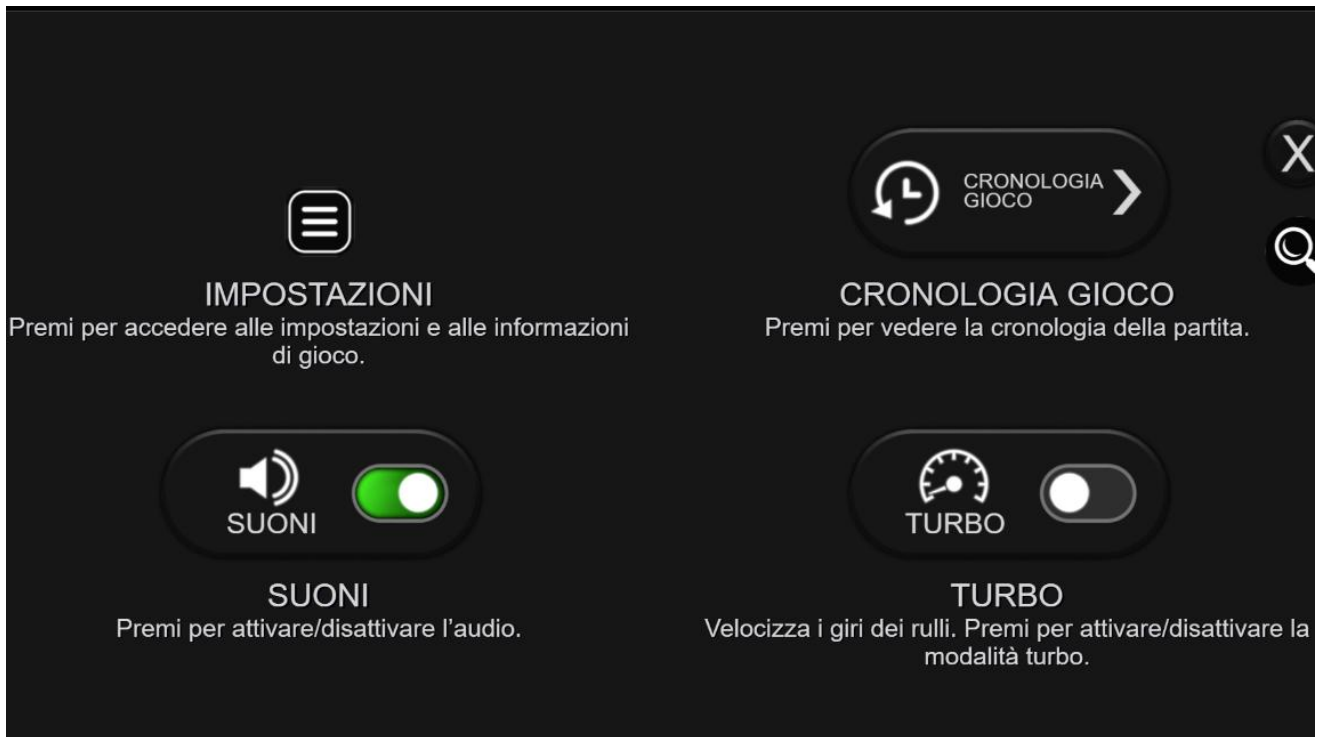 CRONOLOGIA
GIOCO
X
IMPOSTAZIONI
Premi per accedere alle impostazioni e alle informazioni
di gioco.
CRONOLOGIA GIOCO
Premi per vedere la cronologia della partita.
SUONI
SUONI
Premi per attivare/disattivare l’audio.
TURBO
TURBO
Velocizza i giri dei rulli. Premi per attivare/disattivare la
modalità turbo.